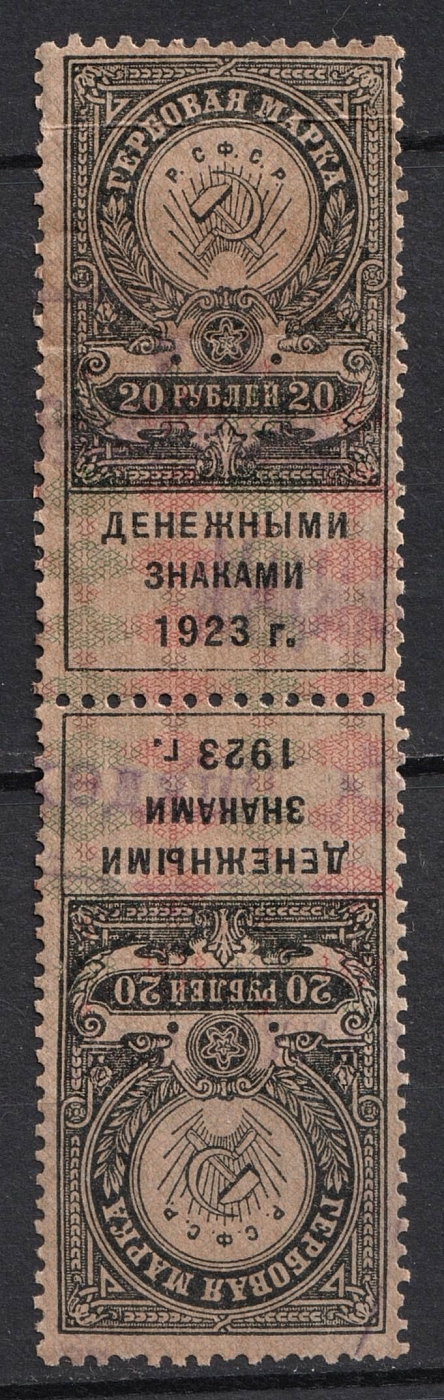 ГЕРБОВАЯ МАРКА
Р. С. Ф. С. Р.
20 РУБЛЕЙ 20
ДЕНЕЖНЫМИ
ЗНАКАМИ
1923 г.
ДЕНЕЖНЫМИ
ЗНАКАМИ
1923 г.
20 РУБЛЕЙ 20
Р. С. Ф. С. Р.
ГЕРБОВАЯ МАРКА